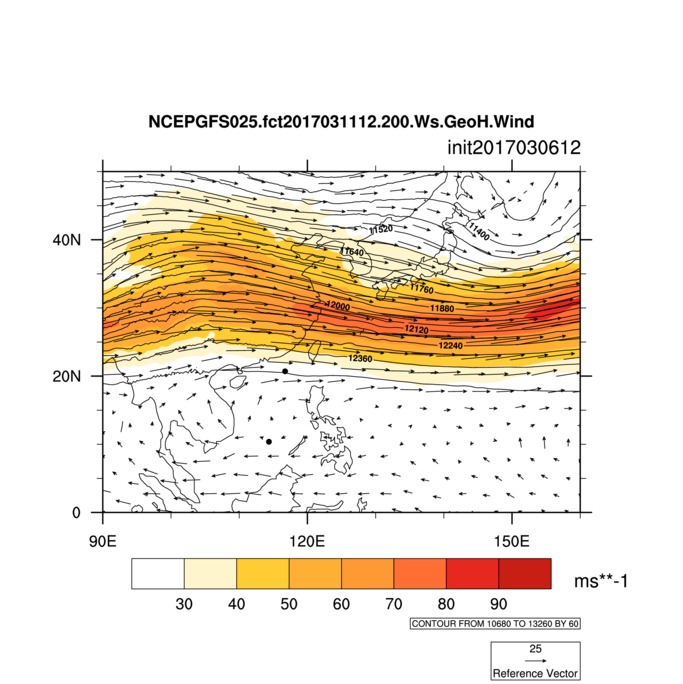 NCEPGFS025.fct2017031112.200.Ws.GeoH.Wind
init2017030612
11520
11400
11640
11760
12000
11880
12120
12240
12360
40N
20N
0
90E 120E 150E
30 40 50 60 70 80 90
ms**-1
CONTOUR FROM 10680 TO 13260 BY 60
25
Reference Vector